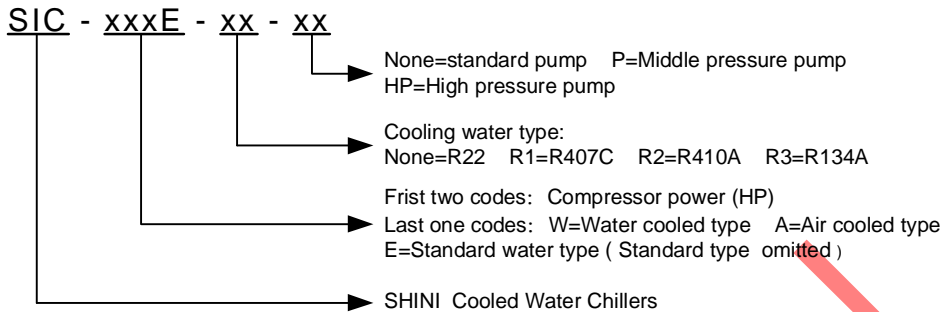 SIC - xxxE - xx - xx
None=standard pump P=Middle pressure pump
HP=High pressure pump
Cooling water type:
None=R22 R1=R407C R2=R410A R3=R134A
Frist two codes: Compressor power (HP)
Last one codes: W=Water cooled type A=Air cooled type
E=Standard water type ( Standard type omitted )
SHINI Cooled Water Chillers